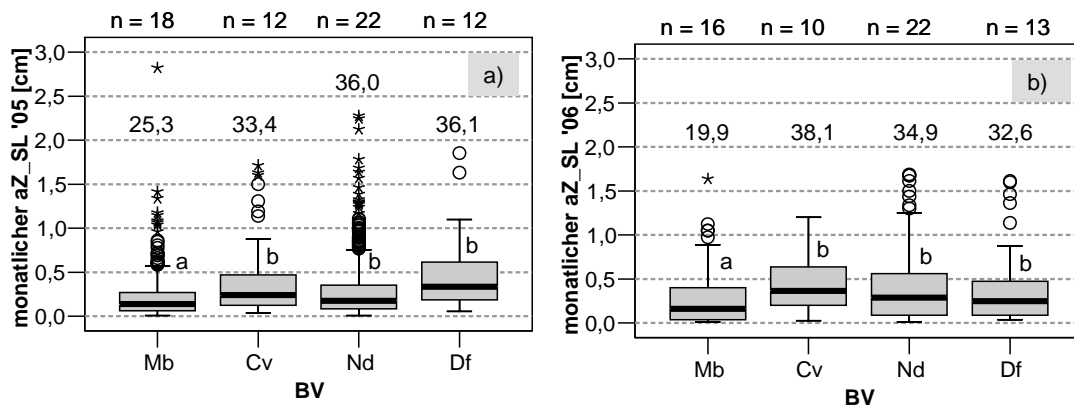 n = 18 n = 12 n = 22 n = 12
monatlicher aZ_SL '05 [cm]
3,0
2,5
2,0
1,5
1,0
0,5
0,0
a)
25,3 33,4 36,0 36,1
a b b b
Mb Cv Nd Df
BV
n = 16 n = 10 n = 22 n = 13
monatlicher aZ_SL '06 [cm]
3,0
2,5
2,0
1,5
1,0
0,5
0,0
b)
19,9 38,1 34,9 32,6
a b b b
Mb Cv Nd Df
BV